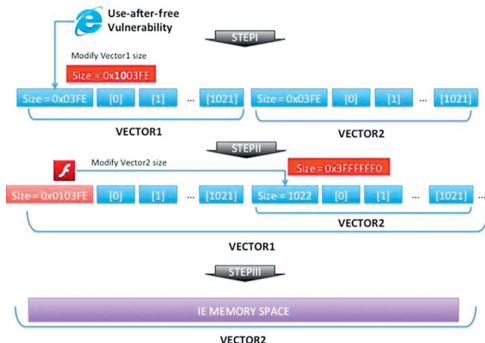 Use-after-free
Vulnerability
STEPI
Modify Vector1 size
Size = 0x1003FE
Size = 0x03FE [0] [1] ... [1021] Size = 0x03FE [0] [1] ... [1021]
VECTOR1 VECTOR2
STEPII
Modify Vector2 size
Size = 0x3FFFFFF0
Size = 0x0103FE [0] [1] ... [1021] Size = 1022 [0] [1] ... [1021] ...
VECTOR2
VECTOR1
STEPIII
IE MEMORY SPACE
VECTOR2